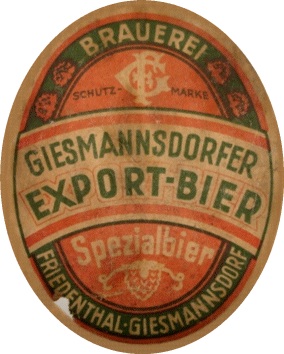 BRAUEREI
SCHUTZ- MARKE
GIESMANNSDORFER
EXPORT-BIER
Spezialbier
FRIEDENTHAL-GIESMANNSDORF